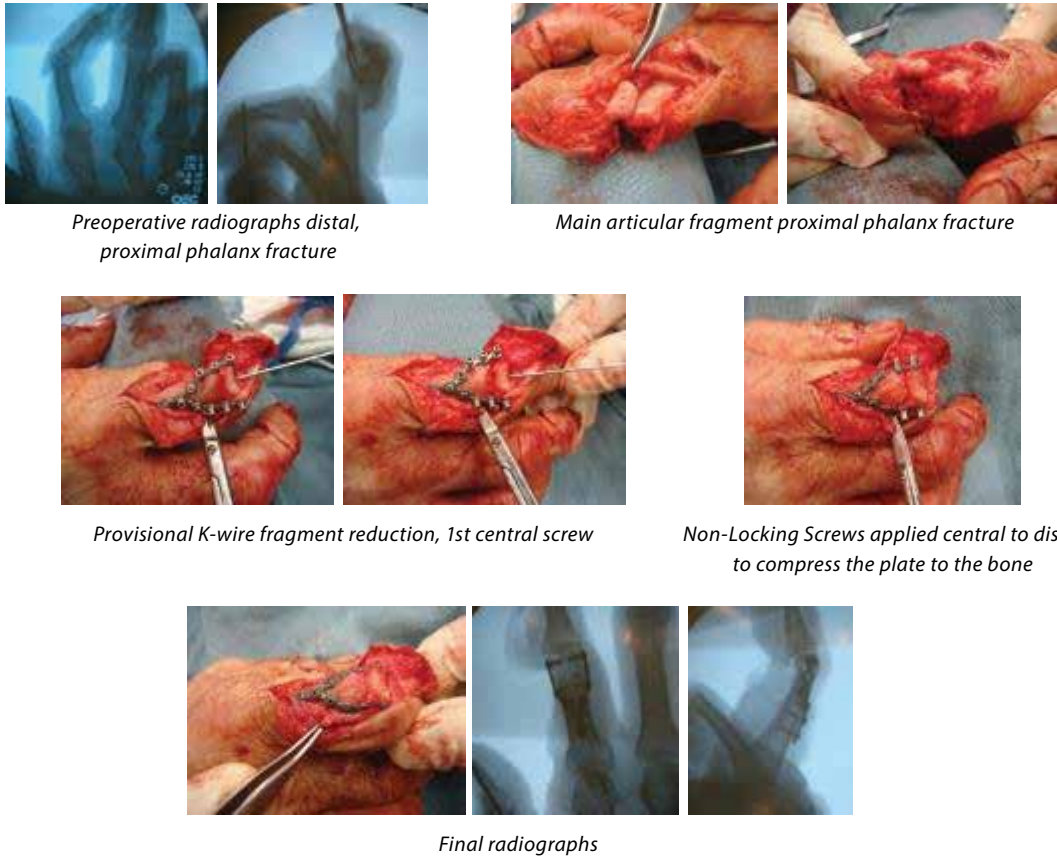 Preoperative radiographs distal,
proximal phalanx fracture
Main articular fragment proximal phalanx fracture
Provisional K-wire fragment reduction, 1st central screw
Non-Locking Screws applied central to
to compress the plate to the bone
Final radiographs